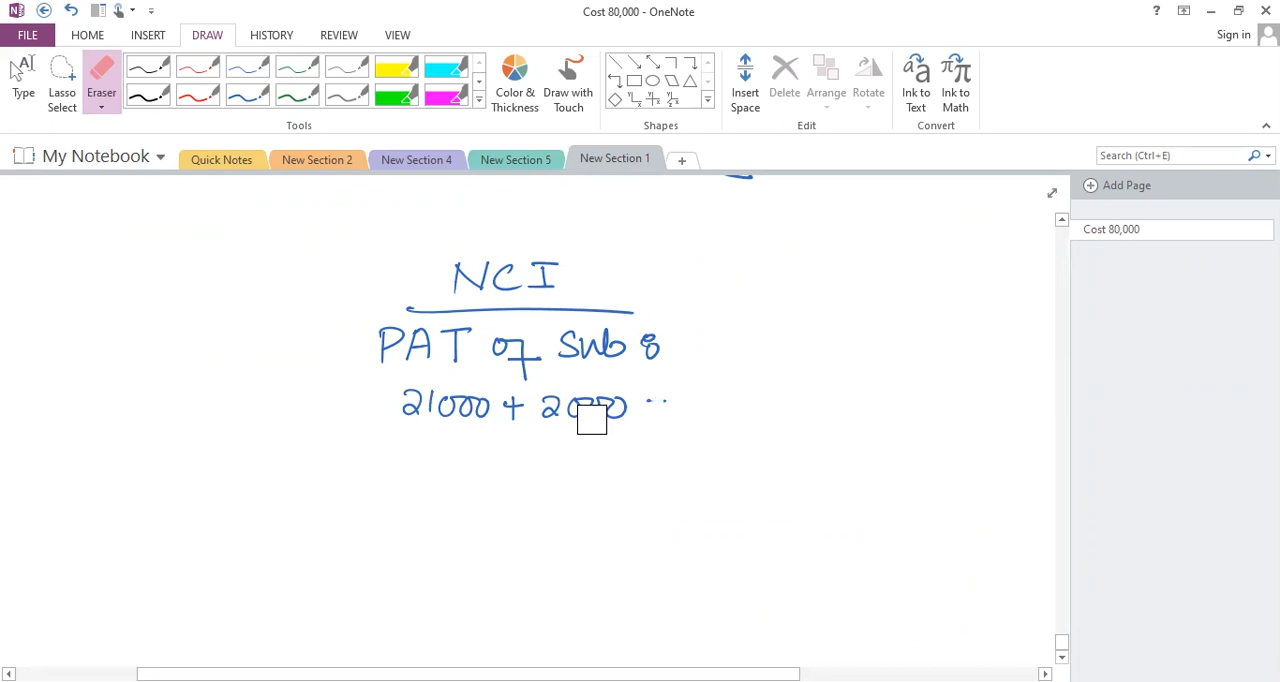 Cost 80,000 - OneNote
?
FILE HOME INSERT DRAW HISTORY REVIEW VIEW
Sign in
Type
Lasso Select
Eraser
Color & Thickness
Draw with Touch
Insert Space
Delete
Arrange
Rotate
Ink to Text
Ink to Math
Tools
Shapes
Edit
Convert
My Notebook
Quick Notes
New Section 2
New Section 4
New Section 5
New Section 1
Search (Ctrl+E)
Add Page
Cost 80,000
NCI
PAT of Sub 8
21000 + 2000 ..